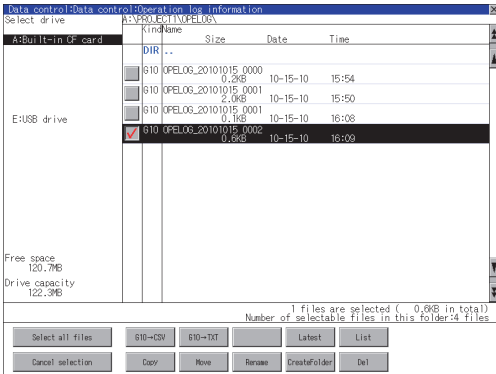 Data control:Data control:Operation log information
Select drive
A:\PROJECT1\OPELOG\
Kind Name
Size Date Time
A:Built-in CF card
DIR ..
G10 OPELOG_20101015_0000
0.2KB 10-15-10 15:54
G10 OPELOG_20101015_0001
2.0KB 10-15-10 15:50
G10 OPELOG_20101015_0001
0.1KB 10-15-10 16:08
E:USB drive
G10 OPELOG_20101015_0002
0.6KB 10-15-10 16:09
Free space
120.7MB
Drive capacity
122.3MB
1 files are selected ( 0.6KB in total)
Number of selectable files in this folder:4 files
Select all files G10→CSV G10→TXT Latest List
Cancel selection Copy Move Rename CreateFolder Del